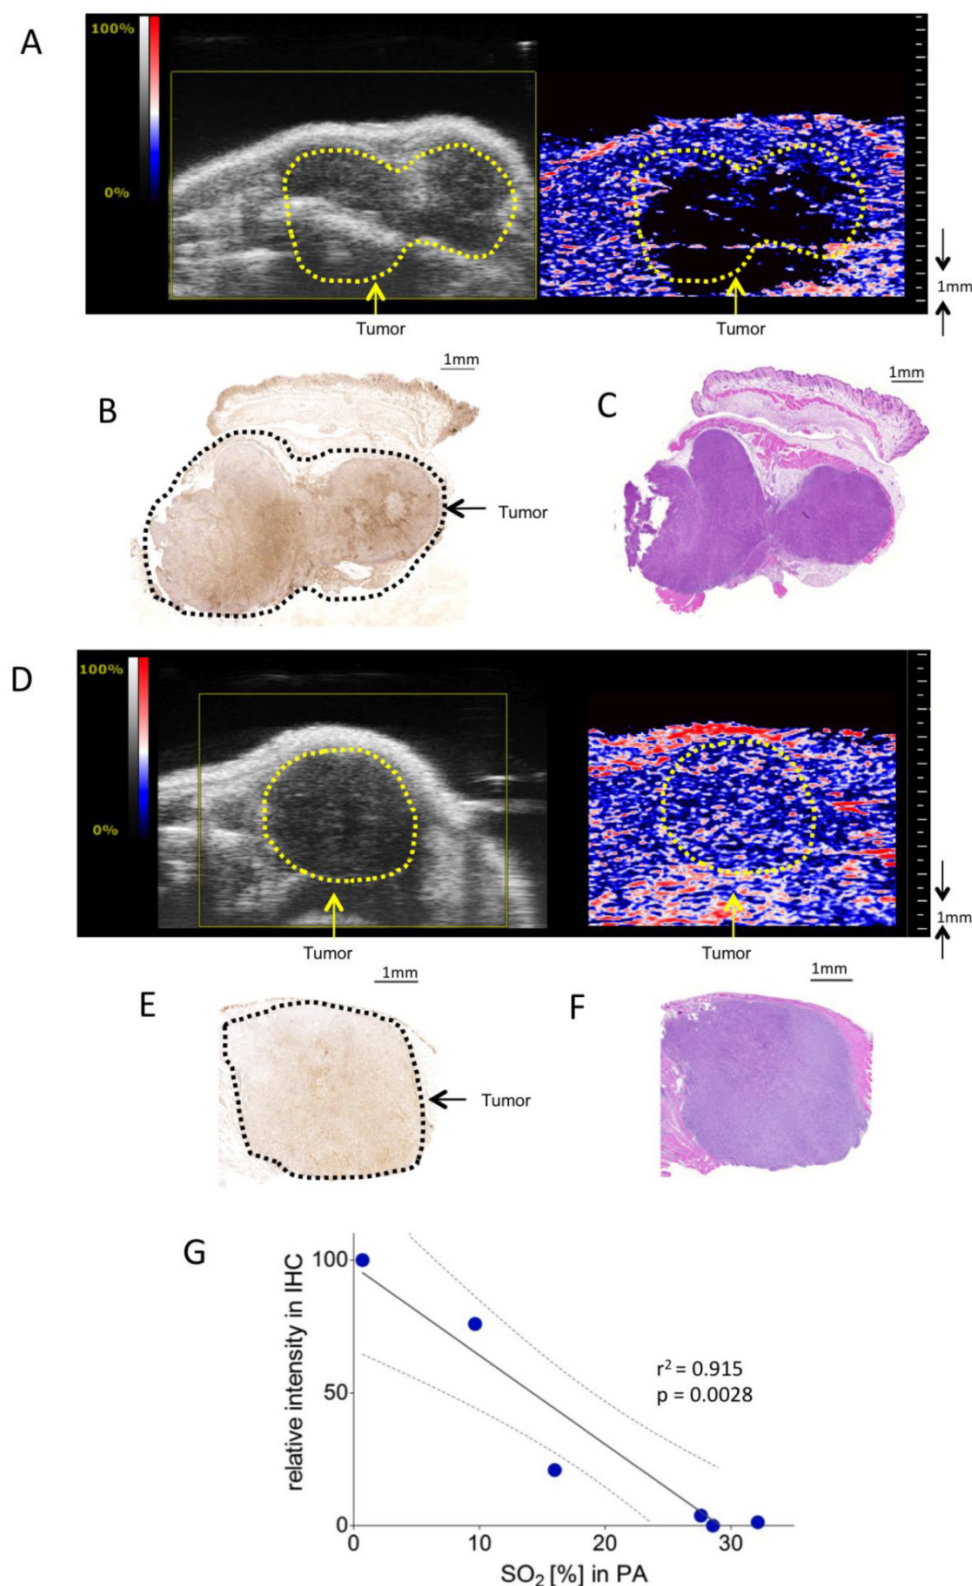 A
100%
0%
1mm
Tumor
Tumor
B
1mm
Tumor
C
1mm
D
100%
0%
1mm
Tumor
Tumor
E
1mm
Tumor
F
1mm
G
relative intensity in IHC
100
50
0
r² = 0.915
p = 0.0028
0
10
20
30
SO₂ [%] in PA